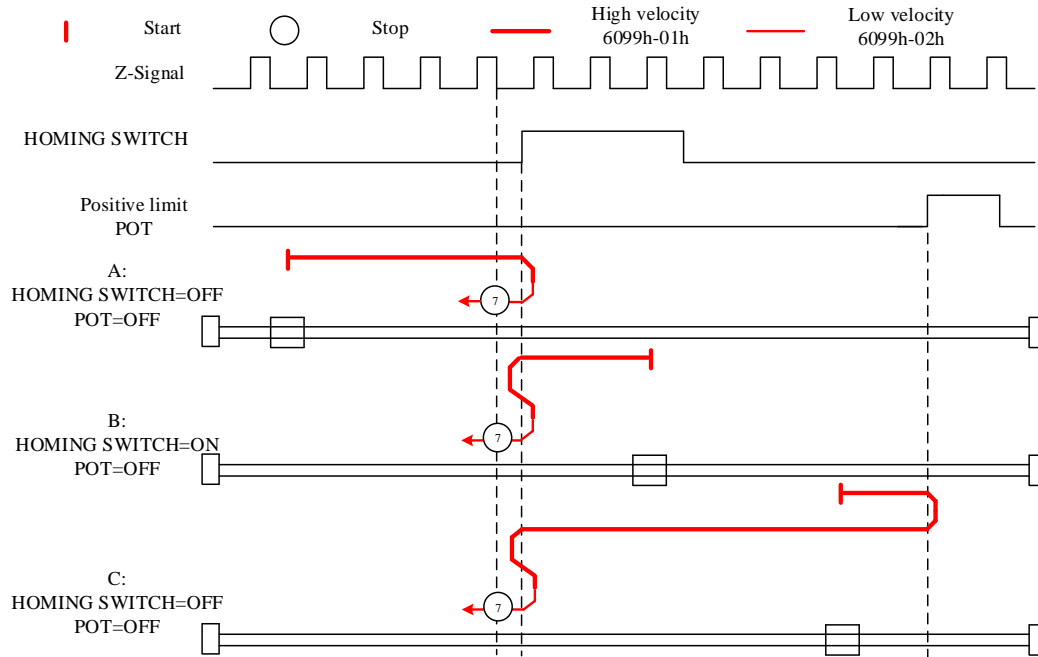 Start
Stop
High velocity
6099h-01h
Low velocity
6099h-02h
Z-Signal
HOMING SWITCH
Positive limit
POT
A:
HOMING SWITCH=OFF
POT=OFF
7
B:
HOMING SWITCH=ON
POT=OFF
7
C:
HOMING SWITCH=OFF
POT=OFF
7